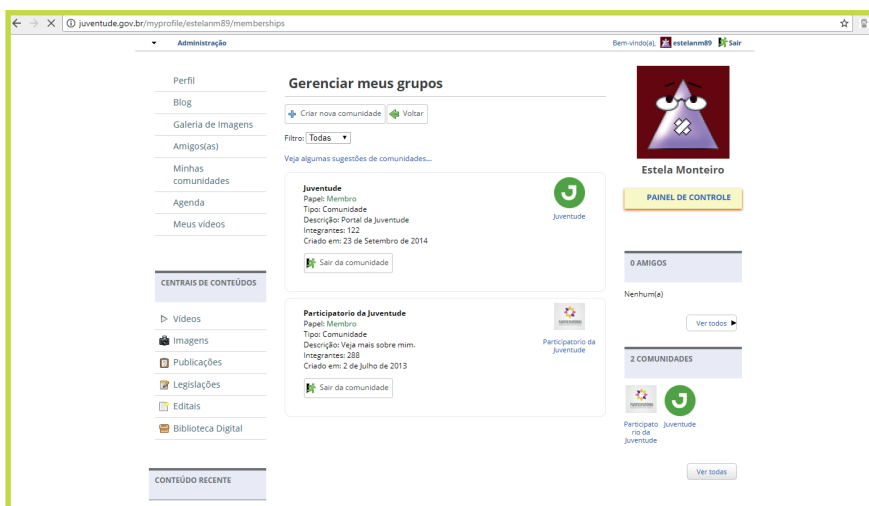 juventude.gov.br/myprofile/estelanm89/memberships
Administração
Bem-vindo(a), estelanm89 Sair
Perfil
Blog
Galeria de Imagens
Amigos(as)
Minhas
comunidades
Agenda
Meus vídeos
CENTRAIS DE CONTEÚDOS
Vídeos
Imagens
Publicações
Legislações
Editais
Biblioteca Digital
CONTEÚDO RECENTE
Gerenciar meus grupos
Criar nova comunidade Voltar
Filtro: Todas
Veja algumas sugestões de comunidades...
Juventude
Papel: Membro
Tipo: Comunidade
Descrição: Portal da Juventude
Integrantes: 122
Criado em: 23 de Setembro de 2014
Sair da comunidade
Juventude
Participatorio da Juventude
Papel: Membro
Tipo: Comunidade
Descrição: Veja mais sobre mim.
Integrantes: 288
Criado em: 2 de Julho de 2013
Sair da comunidade
Participatorio da
Juventude
Estela Monteiro
PAINEL DE CONTROLE
0 AMIGOS
Nenhum(a)
Ver todos
2 COMUNIDADES
Participato
rio da
Juventude
Juventude
Ver todas